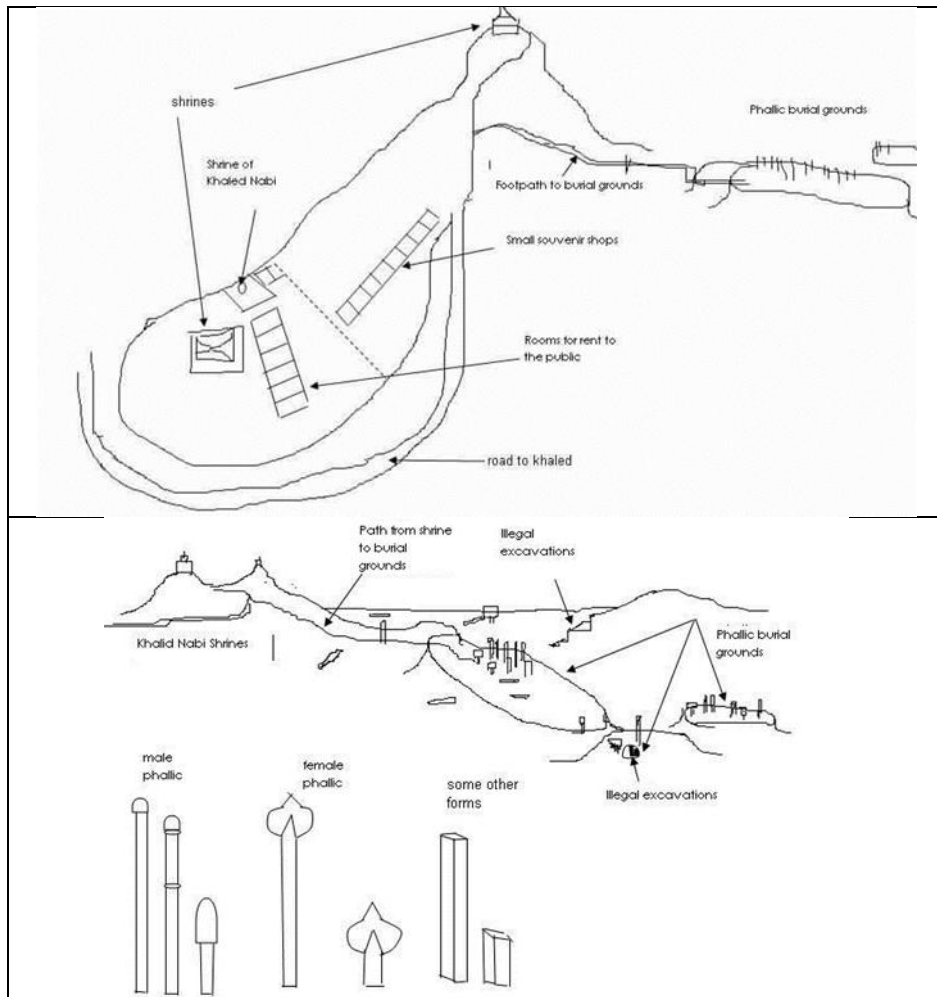 shrines
Phallic burial grounds
Shrine of
Khaled Nabi
Footpath to burial grounds
Small souvenir shops
Rooms for rent to
the public
road to khaled
Path from shrine
to burial
grounds
Illegal
excavations
Khalid Nabi Shrines
Phallic burial
grounds
male
phallic
female
phallic
some other
forms
Illegal excavations